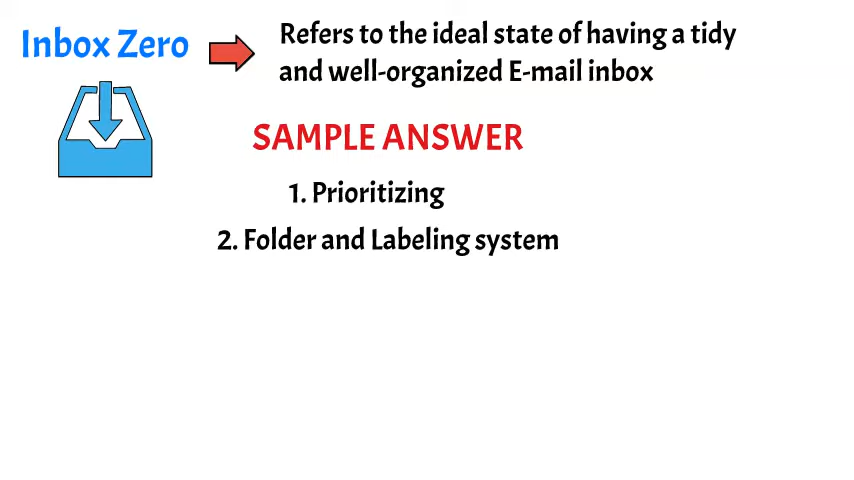 Inbox Zero
Refers to the ideal state of having a tidy
and well-organized E-mail inbox
SAMPLE ANSWER
1. Prioritizing
2. Folder and Labeling system